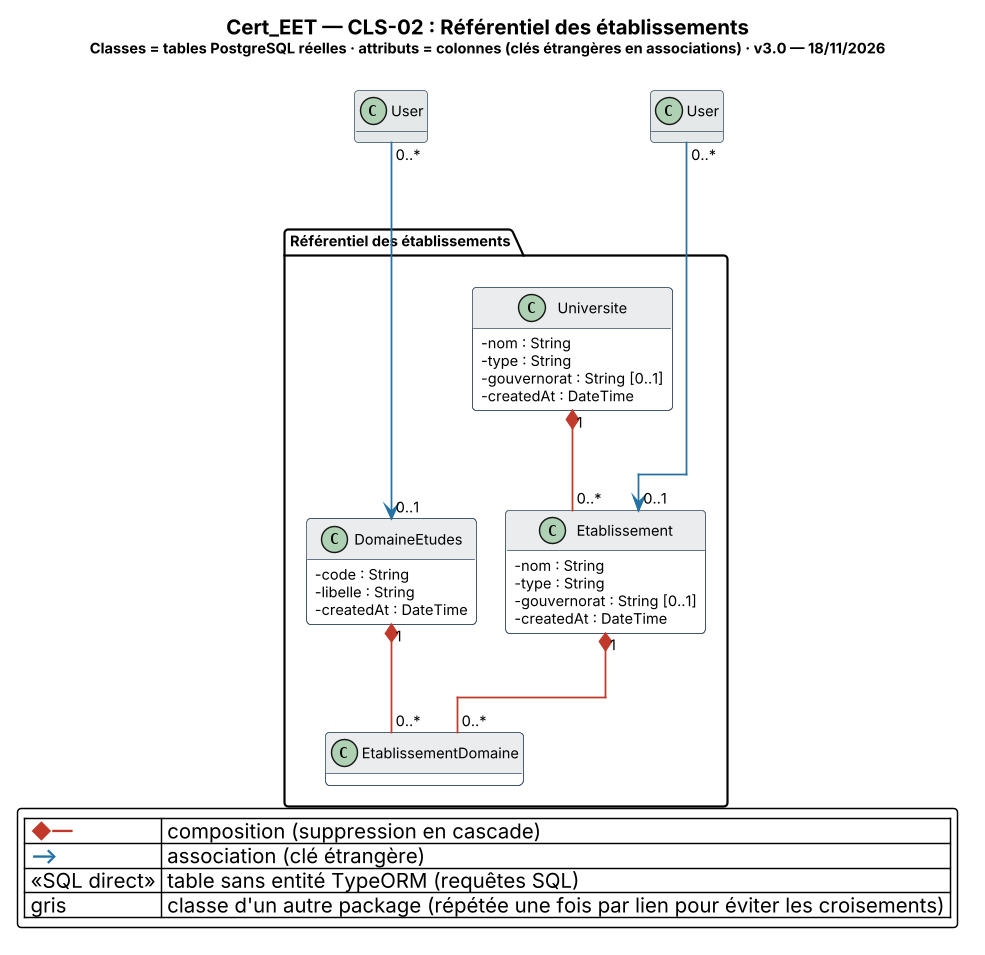 Cert_EET — CLS-02 : Référentiel des établissements
Classes = tables PostgreSQL réelles · attributs = colonnes (clés étrangères en associations) · v3.0 — 18/11/2026
C User
C User
0..*
0..*
Référentiel des établissements
C Universite
-nom : String
-type : String
-gouvernorat : String [0..1]
-createdAt : DateTime
1
0..*
0..1
0..1
C DomaineEtudes
-code : String
-libelle : String
-createdAt : DateTime
C Etablissement
-nom : String
-type : String
-gouvernorat : String [0..1]
-createdAt : DateTime
1
1
0..*
0..*
C EtablissementDomaine
composition (suppression en cascade)
association (clé étrangère)
«SQL direct» table sans entité TypeORM (requêtes SQL)
gris classe d'un autre package (répétée une fois par lien pour éviter les croisements)